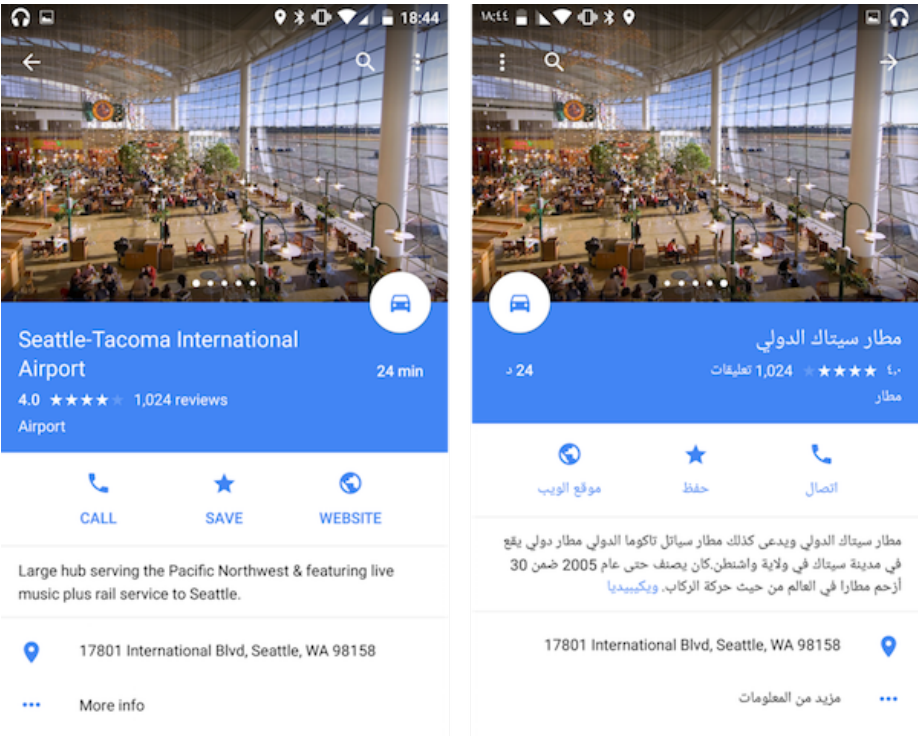 18:44
Seattle-Tacoma International
Airport
24 min
4.0 1,024 reviews
Airport
CALL SAVE WEBSITE
Large hub serving the Pacific Northwest & featuring live
music plus rail service to Seattle.
17801 International Blvd, Seattle, WA 98158
More info
١٨:٤٤
مطار سيتاك الدولي
٤,٠ 1,024 تعليقات
24 د
مطار
اتصال حفظ موقع الويب
مطار سيتاك الدولي ويدعى كذلك مطار سياتل تاكوما الدولي مطار دولي يقع
في مدينة سيتاك في ولاية واشنطن.كان يصنف حتى عام 2005 ضمن 30
أزحم مطارا في العالم من حيث حركة الركاب. ويكيبيديا
17801 International Blvd, Seattle, WA 98158
مزيد من المعلومات